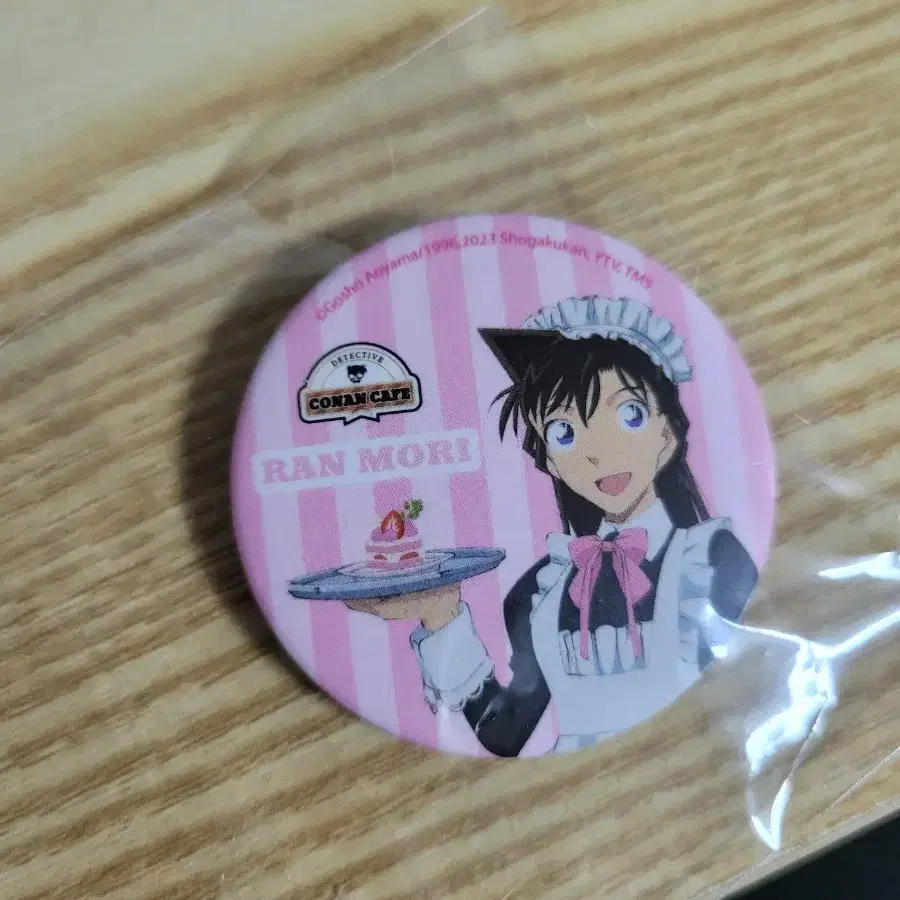 ©Gosho Aoyama/1996,2023 Shogakukan, YTV, TMS
DETECTIVE
CONAN CAFE
RAN MORI